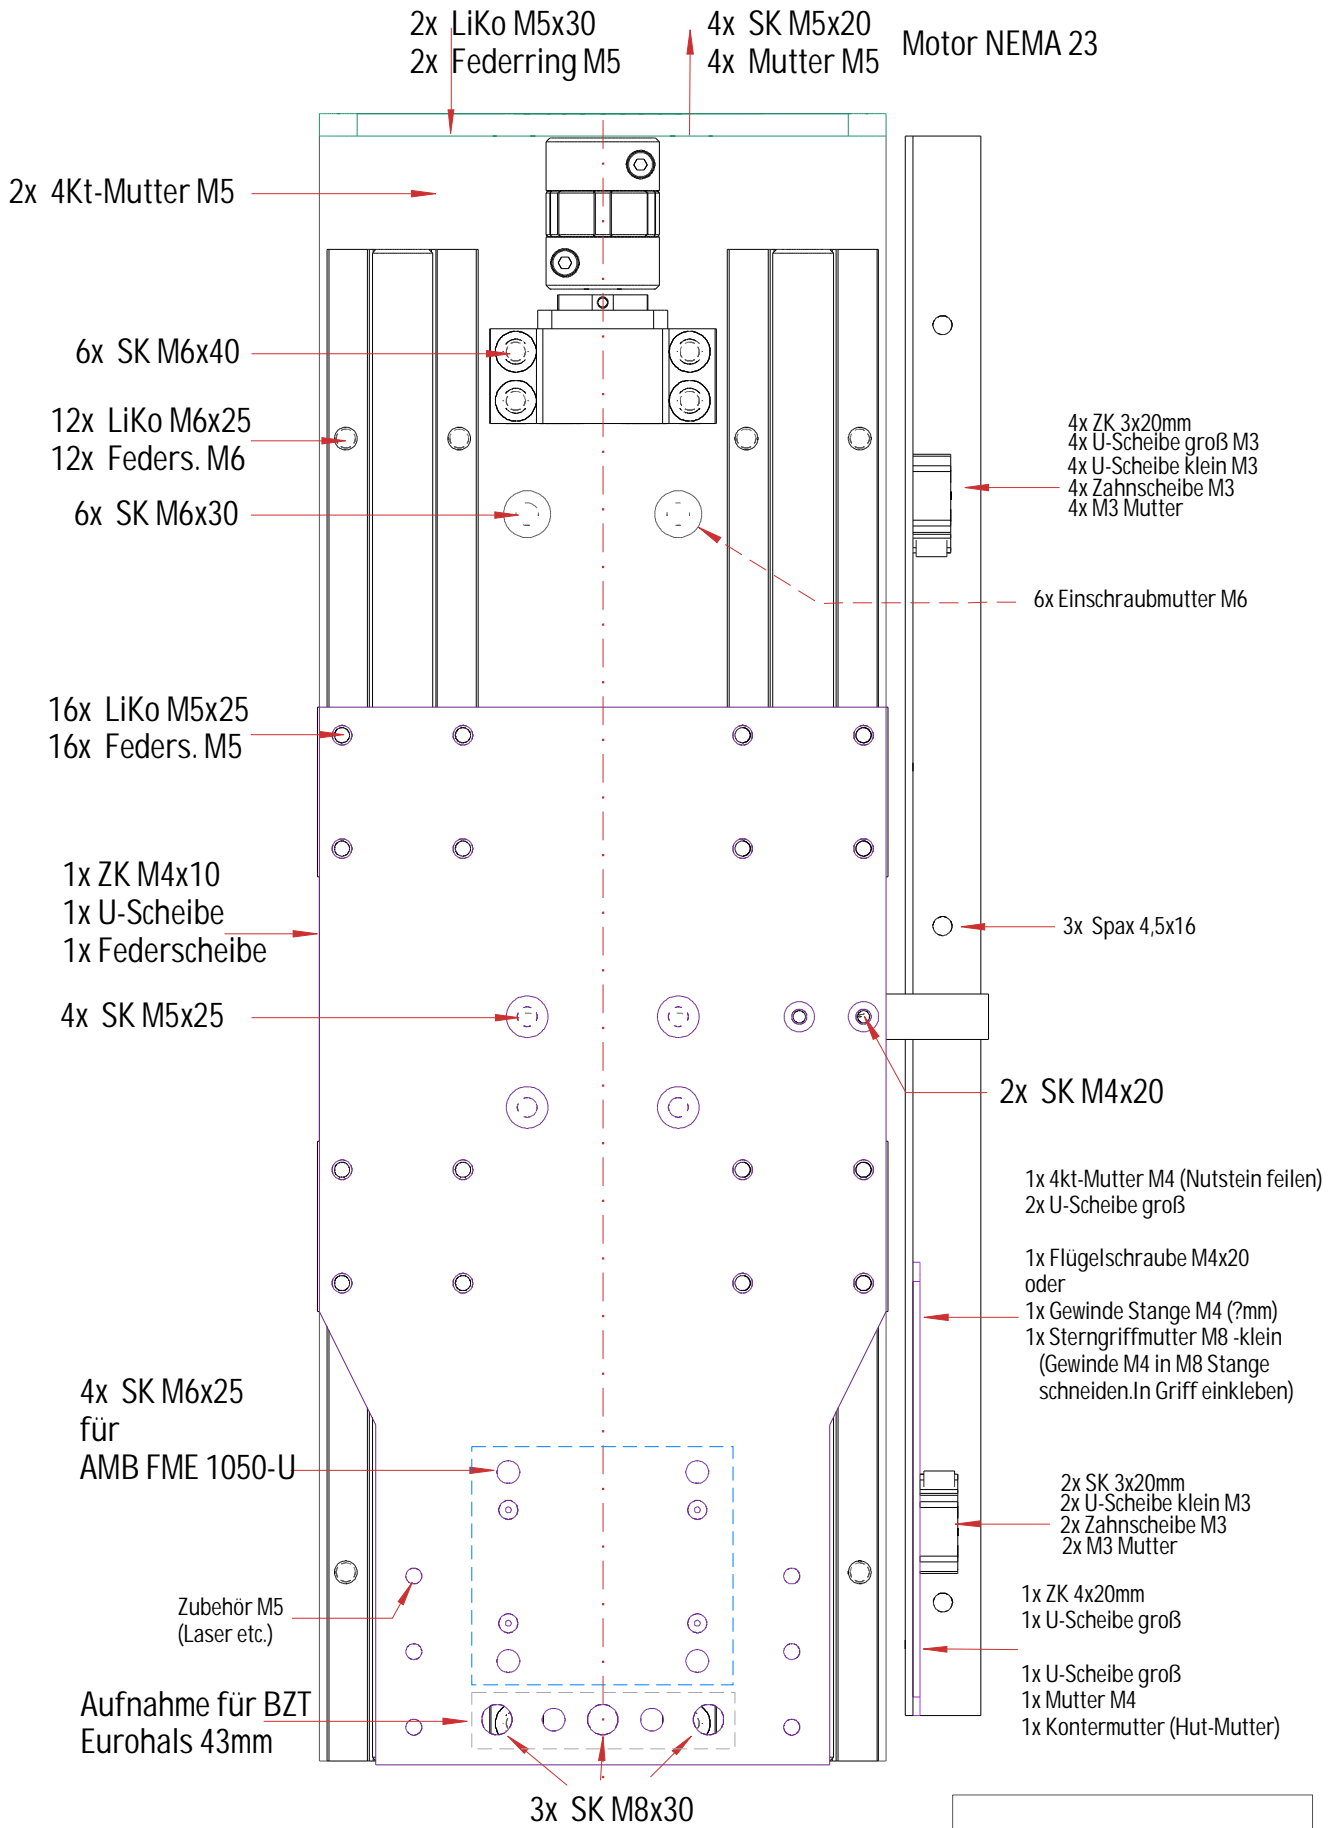 2x LiKo M5x30
2x Federring M5
4x SK M5x20
4x Mutter M5
Motor NEMA 23
2x 4Kt-Mutter M5
6x SK M6x40
12x LiKo M6x25
12x Feders. M6
6x SK M6x30
4x ZK 3x20mm
4x U-Scheibe groß M3
4x U-Scheibe klein M3
4x Zahnscheibe M3
4x M3 Mutter
6x Einschraubmutter M6
16x LiKo M5x25
16x Feders. M5
1x ZK M4x10
1x U-Scheibe
1x Federscheibe
3x Spax 4,5x16
4x SK M5x25
2x SK M4x20
1x 4kt-Mutter M4 (Nutstein feilen)
2x U-Scheibe groß
1x Flügelschraube M4x20
oder
1x Gewinde Stange M4 (?mm)
1x Sterngriffmutter M8 -klein
(Gewinde M4 in M8 Stange
schneiden.In Griff einkleben)
4x SK M6x25
für
AMB FME 1050-U
2x SK 3x20mm
2x U-Scheibe klein M3
2x Zahnscheibe M3
2x M3 Mutter
Zubehör M5
(Laser etc.)
1x ZK 4x20mm
1x U-Scheibe groß
1x U-Scheibe groß
1x Mutter M4
1x Kontermutter (Hut-Mutter)
Aufnahme für BZT
Eurohals 43mm
3x SK M8x30